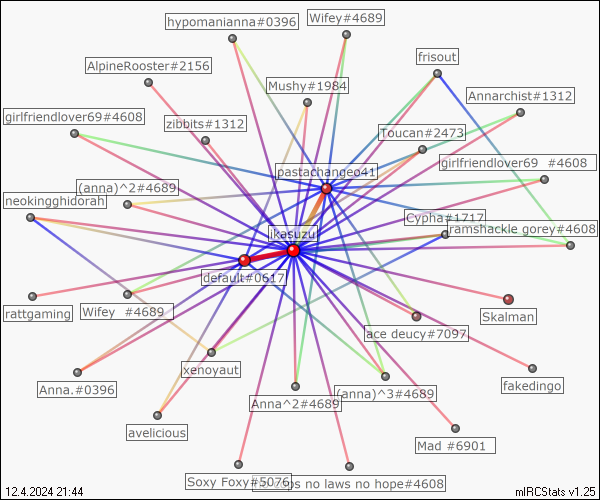 hypomanianna#0396
Wifey#4689
frisout
AlpineRooster#2156
Mushy#1984
Annarchist#1312
girlfriendlover69#4608
zibbits#1312
Toucan#2473
pastachangeo41
girlfriendlover69 #4608
(anna)^2#4689
neokingghidorah
Cypha#1717
ramshackle gorey#4608
ikasuzu
default#0617
rattgaming
Wifey #4689
Skalman
ace deucy#7097
xenoyaut
Anna.#0396
fakedingo
(anna)^3#4689
Anna^2#4689
avelicious
Mad #6901
Soxy Foxy#5076
ops no laws no hope#4608
12.4.2024 21:44
mIRCStats v1.25